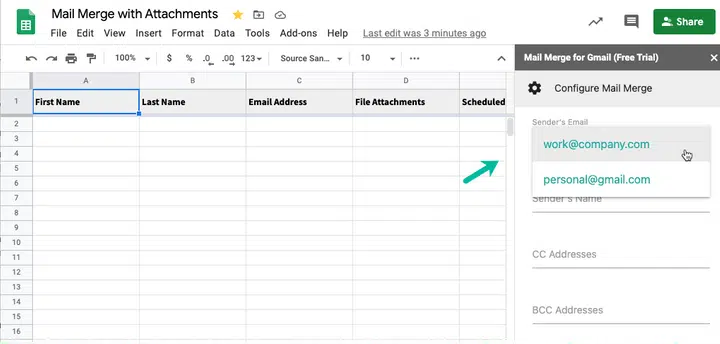 Mail Merge with Attachments
File Edit View Insert Format Data Tools Add-ons Help Last edit was 3 minutes ago
Share
100% $ % .0 .00 123 Source San... 10
Mail Merge for Gmail (Free Trial)
Configure Mail Merge
A B C D
1 First Name Last Name Email Address File Attachments Scheduled
2
3
4
5
6
7
8
9
10
11
12
13
14
15
16
Sender's Email
work@company.com
personal@gmail.com
Sender's Name
CC Addresses
BCC Addresses